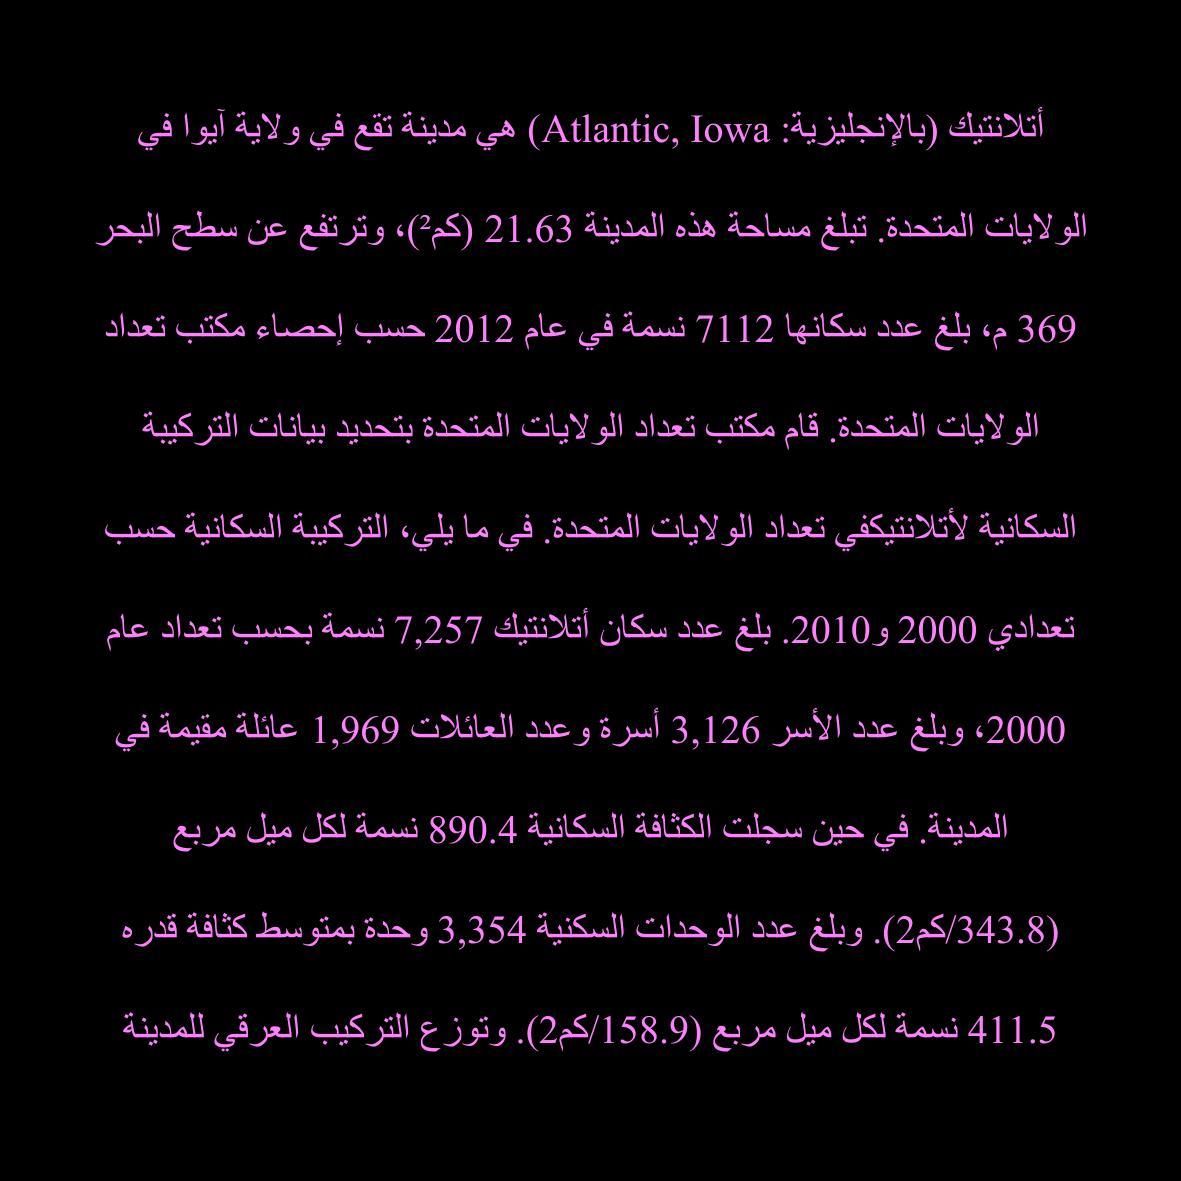 أتلانتيك (بالإنجليزية: Atlantic, Iowa) هي مدينة تقع في ولاية آيوا في
الولايات المتحدة. تبلغ مساحة هذه المدينة 21.63 (كم²)، وترتفع عن سطح البحر
369 م، بلغ عدد سكانها 7112 نسمة في عام 2012 حسب إحصاء مكتب تعداد
الولايات المتحدة. قام مكتب تعداد الولايات المتحدة بتحديد بيانات التركيبة
السكانية لأتلانتيكفي تعداد الولايات المتحدة. في ما يلي، التركيبة السكانية حسب
تعدادي 2000 و2010. بلغ عدد سكان أتلانتيك 7,257 نسمة بحسب تعداد عام
2000، وبلغ عدد الأسر 3,126 أسرة وعدد العائلات 1,969 عائلة مقيمة في
المدينة. في حين سجلت الكثافة السكانية 890.4 نسمة لكل ميل مربع
(343.8/كم2). وبلغ عدد الوحدات السكنية 3,354 وحدة بمتوسط كثافة قدره
411.5 نسمة لكل ميل مربع (158.9/كم2). وتوزع التركيب العرقي للمدينة